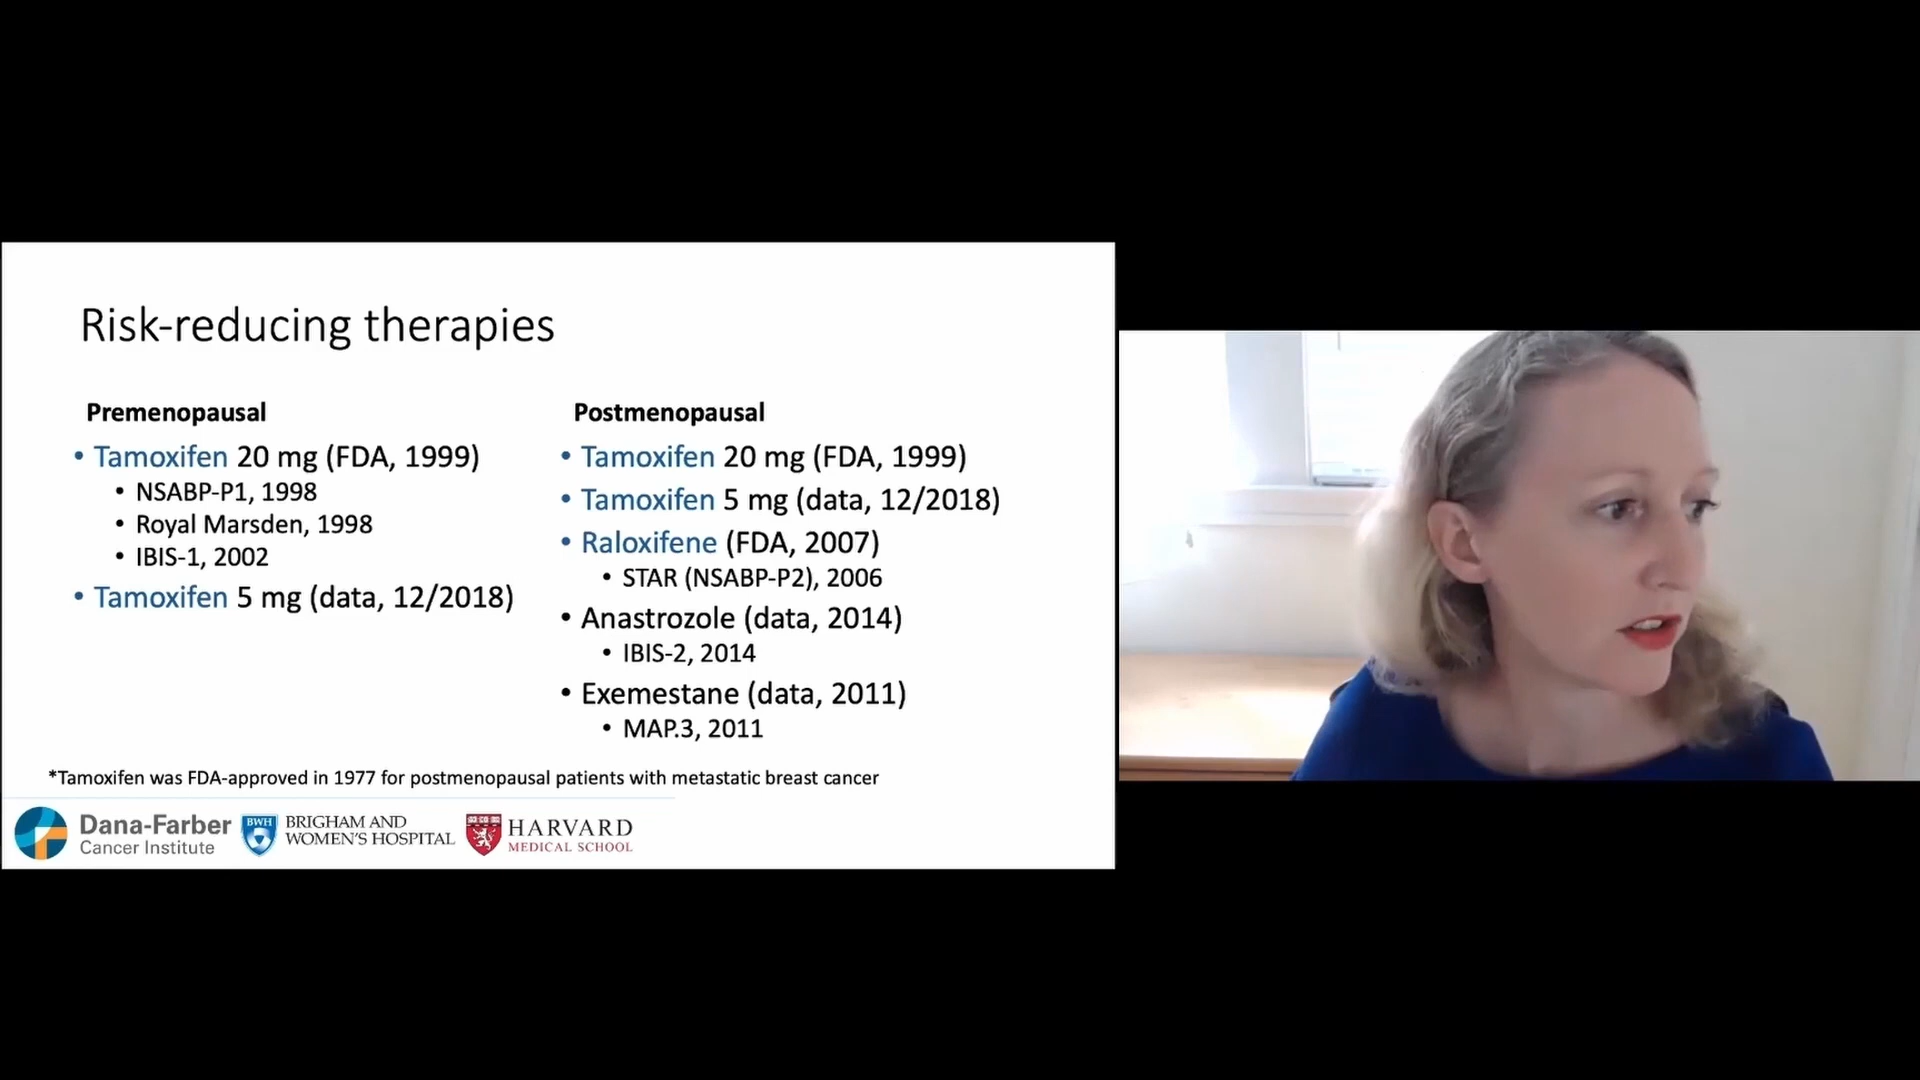 Risk-reducing therapies
Premenopausal
• Tamoxifen 20 mg (FDA, 1999)
• NSABP-P1, 1998
• Royal Marsden, 1998
• IBIS-1, 2002
• Tamoxifen 5 mg (data, 12/2018)
Postmenopausal
• Tamoxifen 20 mg (FDA, 1999)
• Tamoxifen 5 mg (data, 12/2018)
• Raloxifene (FDA, 2007)
• STAR (NSABP-P2), 2006
• Anastrozole (data, 2014)
• IBIS-2, 2014
• Exemestane (data, 2011)
• MAP.3, 2011
*Tamoxifen was FDA-approved in 1977 for postmenopausal patients with metastatic breast cancer
Dana-Farber
Cancer Institute
BWH
BRIGHAM AND
WOMEN'S HOSPITAL
HARVARD
MEDICAL SCHOOL